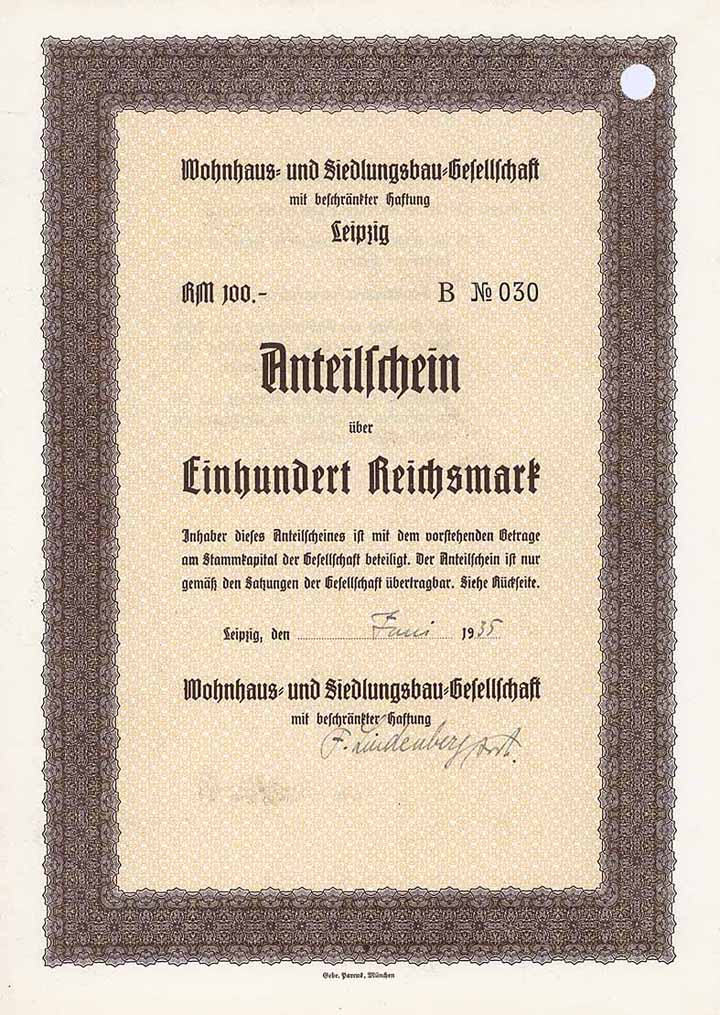 Wohnhaus- und Siedlungsbau-Gesellschaft
mit beschränkter Haftung
Leipzig
RM 100.- B № 030
Anteilschein
über
Einhundert Reichsmark
Inhaber dieses Anteilscheines ist mit dem vorstehenden Betrage
am Stammkapital der Gesellschaft beteiligt. Der Anteilschein ist nur
gemäß den Satzungen der Gesellschaft übertragbar. Siehe Rückseite.
Leipzig, den Juni 1935
Wohnhaus- und Siedlungsbau-Gesellschaft
mit beschränkter Haftung
F. Lindenberg
Gebr. Parcus, München